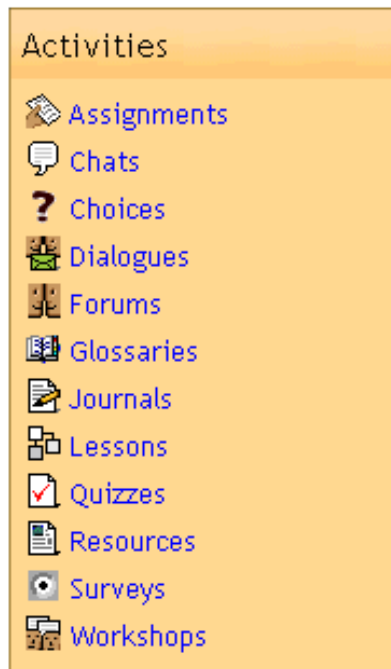 Activities
Assignments
Chats
Choices
Dialogues
Forums
Glossaries
Journals
Lessons
Quizzes
Resources
Surveys
Workshops